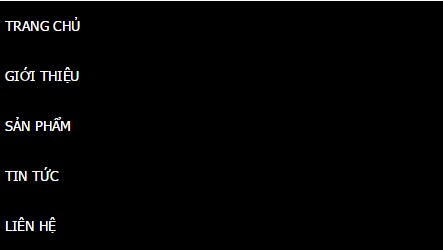 TRANG CHỦ
GIỚI THIỆU
SẢN PHẨM
TIN TỨC
LIÊN HỆ